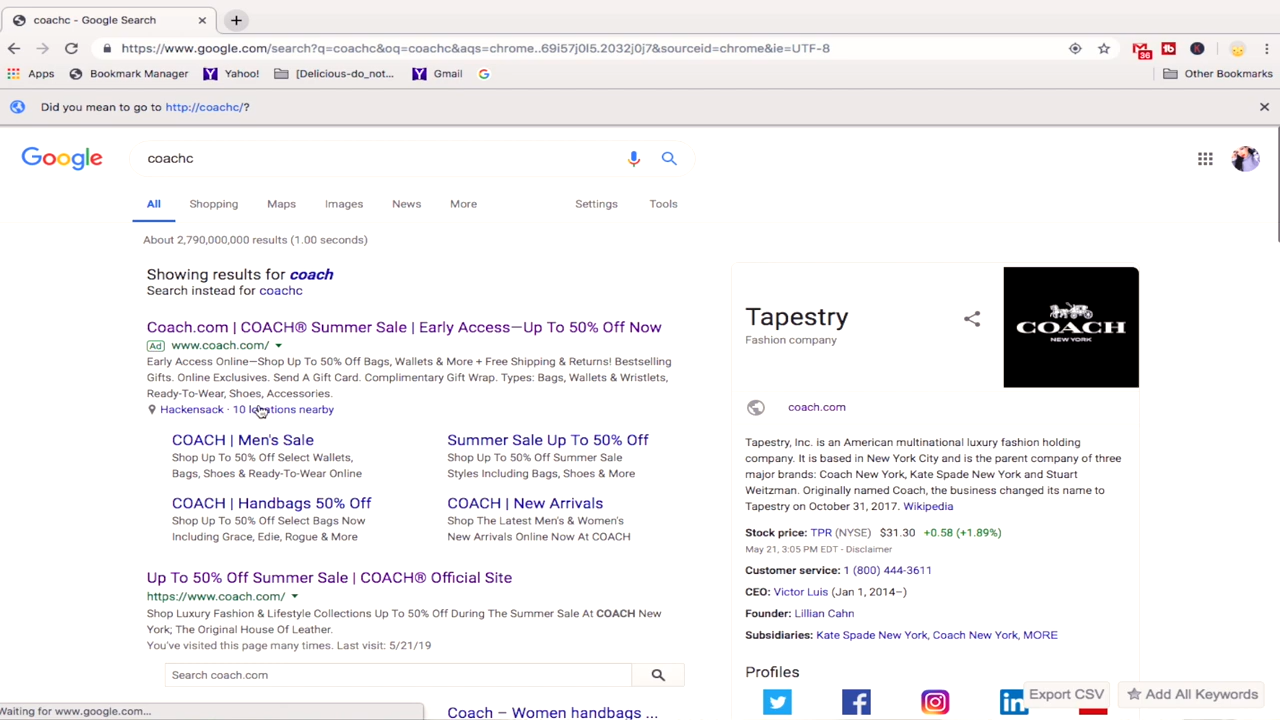 coachc - Google Search
https://www.google.com/search?q=coachc&oq=coachc&aqs=chrome..69i57j0l5.2032j0j7&sourceid=chrome&ie=UTF-8
36
Apps
Bookmark Manager
Yahoo!
[Delicious-do_not...
Gmail
Other Bookmarks
Did you mean to go to http://coachc/?
Google
coachc
All
Shopping
Maps
Images
News
More
Settings
Tools
About 2,790,000,000 results (1.00 seconds)
Showing results for coach
Search instead for coachc
Coach.com | COACH® Summer Sale | Early Access—Up To 50% Off Now
Ad www.coach.com/
Early Access Online—Shop Up To 50% Off Bags, Wallets & More + Free Shipping & Returns! Bestselling
Gifts. Online Exclusives. Send A Gift Card. Complimentary Gift Wrap. Types: Bags, Wallets & Wristlets,
Ready-To-Wear, Shoes, Accessories.
Hackensack · 10 locations nearby
COACH | Men's Sale
Shop Up To 50% Off Select Wallets,
Bags, Shoes & Ready-To-Wear Online
Summer Sale Up To 50% Off
Shop Up To 50% Off Summer Sale
Styles Including Bags, Shoes & More
COACH | Handbags 50% Off
Shop Up To 50% Off Select Bags Now
Including Grace, Edie, Rogue & More
COACH | New Arrivals
Shop The Latest Men's & Women's
New Arrivals Online Now At COACH
Up To 50% Off Summer Sale | COACH® Official Site
https://www.coach.com/
Shop Luxury Fashion & Lifestyle Collections Up To 50% Off During The Summer Sale At COACH New
York; The Original House Of Leather.
You've visited this page many times. Last visit: 5/21/19
Search coach.com
Coach – Women handbags ...
Waiting for www.google.com...
Tapestry
Fashion company
COACH
NEW YORK
coach.com
Tapestry, Inc. is an American multinational luxury fashion holding
company. It is based in New York City and is the parent company of three
major brands: Coach New York, Kate Spade New York and Stuart
Weitzman. Originally named Coach, the business changed its name to
Tapestry on October 31, 2017. Wikipedia
Stock price: TPR (NYSE) $31.30 +0.58 (+1.89%)
May 21, 3:05 PM EDT - Disclaimer
Customer service: 1 (800) 444-3611
CEO: Victor Luis (Jan 1, 2014–)
Founder: Lillian Cahn
Subsidiaries: Kate Spade New York, Coach New York, MORE
Profiles
Export CSV
Add All Keywords